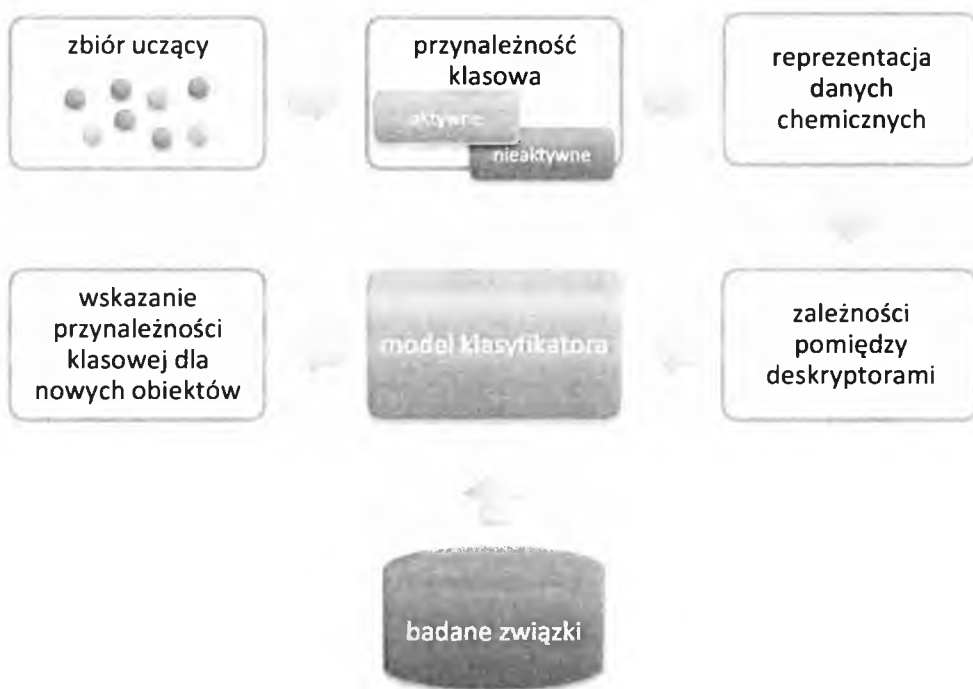 zbiór uczący
przynależność
klasowa
aktywne
nieaktywne
reprezentacja
danych
chemicznych
zależności
pomiędzy
deskryptorami
model klasyfikatora
wskazanie
przynależności
klasowej dla
nowych obiektów
badane związki